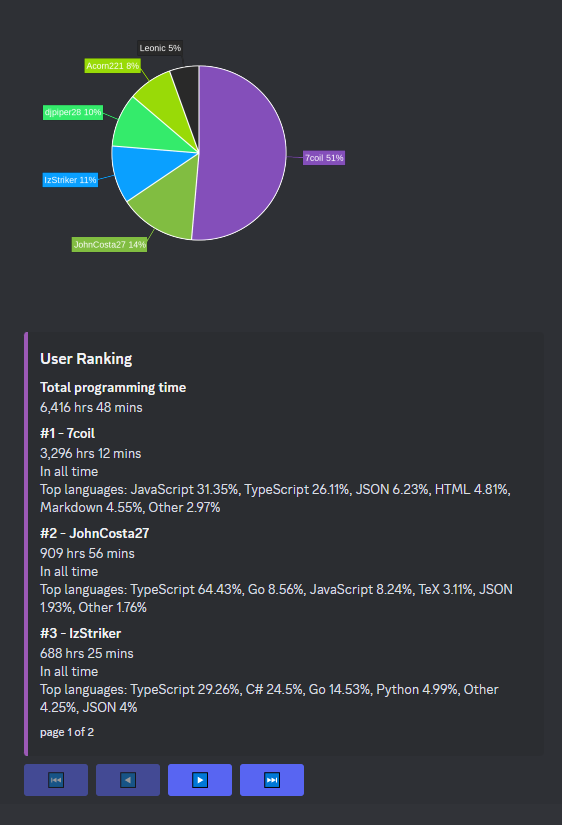 Leonic 5%
Acorn221 8%
djpiper28 10%
7coil 51%
IzStriker 11%
JohnCosta27 14%
User Ranking
Total programming time
6,416 hrs 48 mins
#1 - 7coil
3,296 hrs 12 mins
In all time
Top languages: JavaScript 31.35%, TypeScript 26.11%, JSON 6.23%, HTML 4.81%,
Markdown 4.55%, Other 2.97%
#2 - JohnCosta27
909 hrs 56 mins
In all time
Top languages: TypeScript 64.43%, Go 8.56%, JavaScript 8.24%, TeX 3.11%, JSON
1.93%, Other 1.76%
#3 - IzStriker
688 hrs 25 mins
In all time
Top languages: TypeScript 29.26%, C# 24.5%, Go 14.53%, Python 4.99%, Other
4.25%, JSON 4%
page 1 of 2